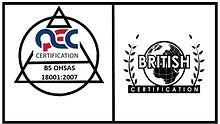 QEC
CERTIFICATION
BS OHSAS
18001:2007
BRITISH
CERTIFICATION